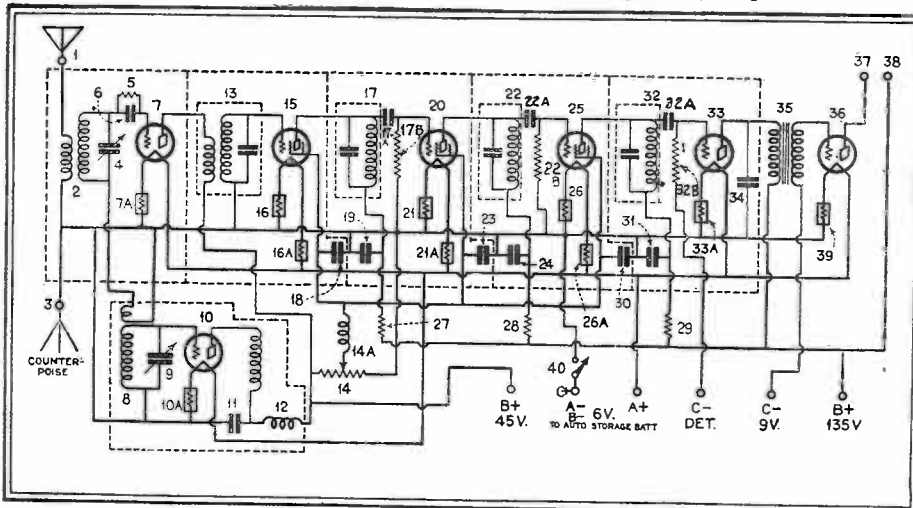 1
2
3
COUNTER-
POISE
4
5
6
7
7A
8
9
10
10A
11
12
13
14
14A
15
16
16A
17
17B
18
19
20
21
21A
22
22A
22
B
23
24
25
26
26A
27
28
29
30
31
32
22A
32B
33
33A
34
35
36
37
38
39
40
B+
45V.
A-
B-
6V.
TO AUTO STORAGE BATT
A+
C-
DET.
C-
9V.
B+
135V